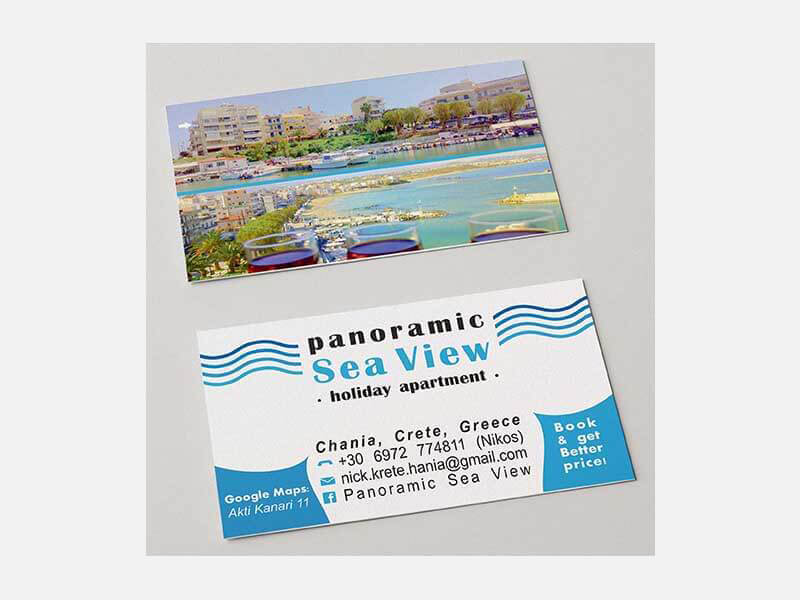 panoramic
Sea View
· holiday apartment ·
Chania, Crete, Greece
+30 6972 774811 (Nikos)
nick.krete.hania@gmail.com
Panoramic Sea View
Google Maps:
Akti Kanari 11
Book
& get
Better
price!